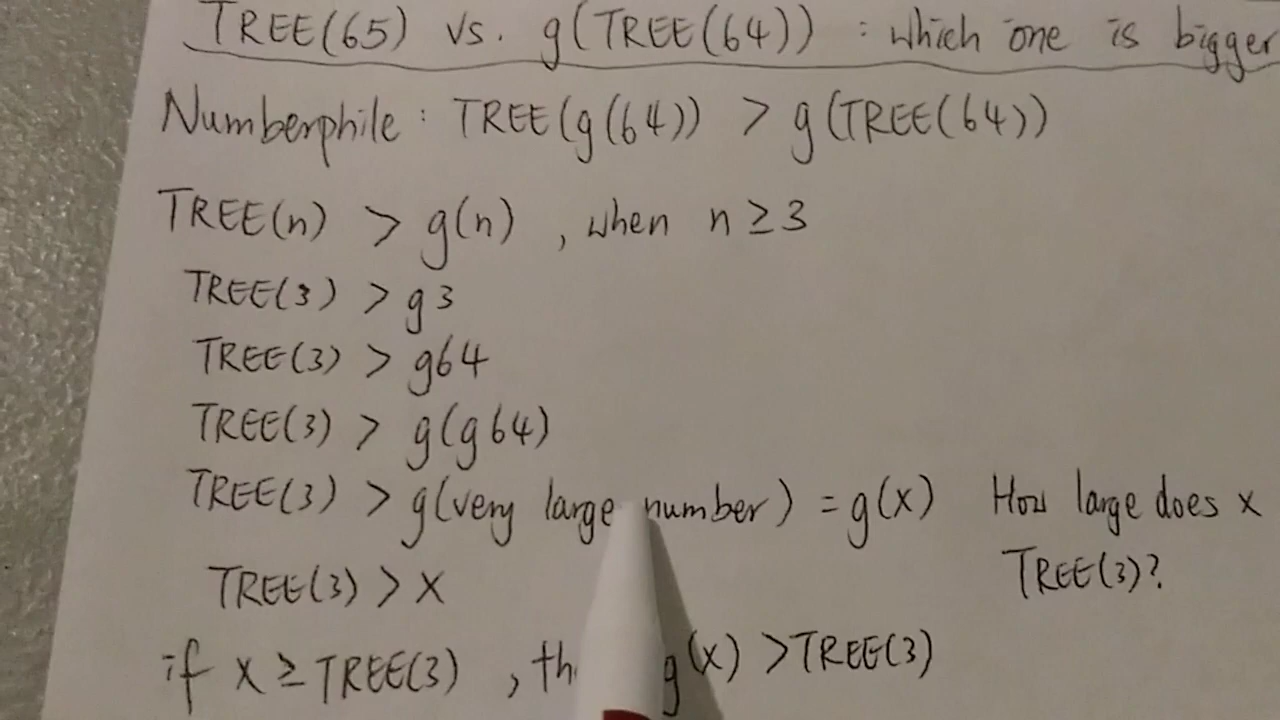 TREE(65) vs. g(TREE(64)) : which one is bigger
Numberphile : TREE(g(64)) > g(TREE(64))
TREE(n) > g(n) , when n ≥ 3
TREE(3) > g3
TREE(3) > g64
TREE(3) > g(g64)
TREE(3) > g(very large number) = g(x) How large does x
TREE(3) > x TREE(3)?
if x ≥ TREE(3) , g(x) > TREE(3)